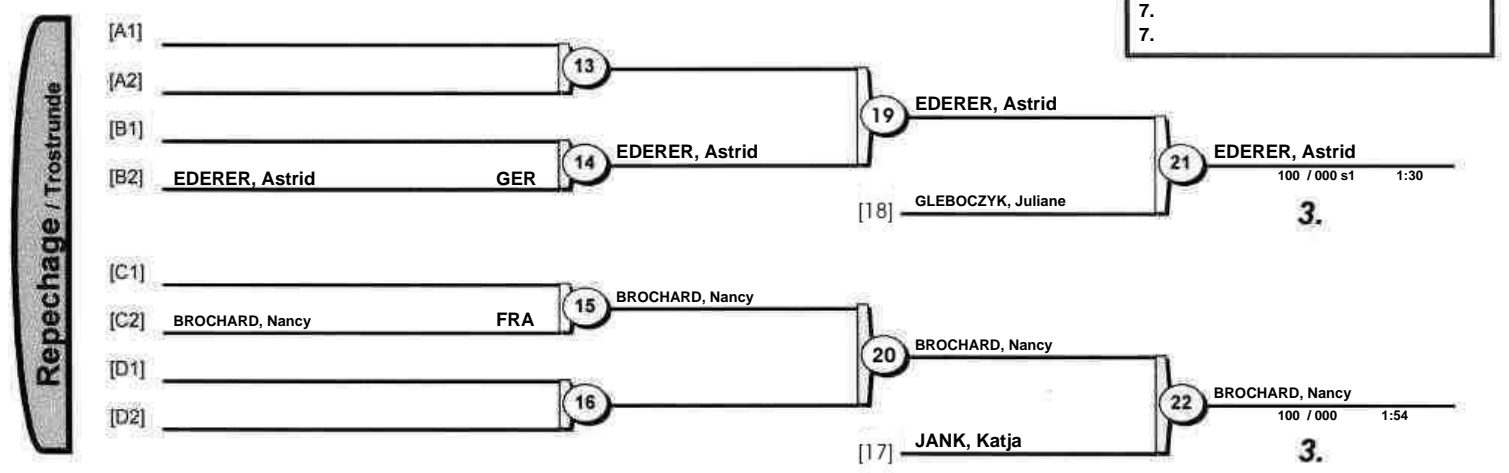 7.
7.
Repechage / Trostrunde
[A1]
[A2]
13
[B1]
[B2] EDERER, Astrid GER
14 EDERER, Astrid
19 EDERER, Astrid
[18] GLEBOCZYK, Juliane
21 EDERER, Astrid
100 / 000 s1 1:30
3.
[C1]
[C2] BROCHARD, Nancy FRA
15 BROCHARD, Nancy
[D1]
[D2]
16
20 BROCHARD, Nancy
[17] JANK, Katja
22 BROCHARD, Nancy
100 / 000 1:54
3.